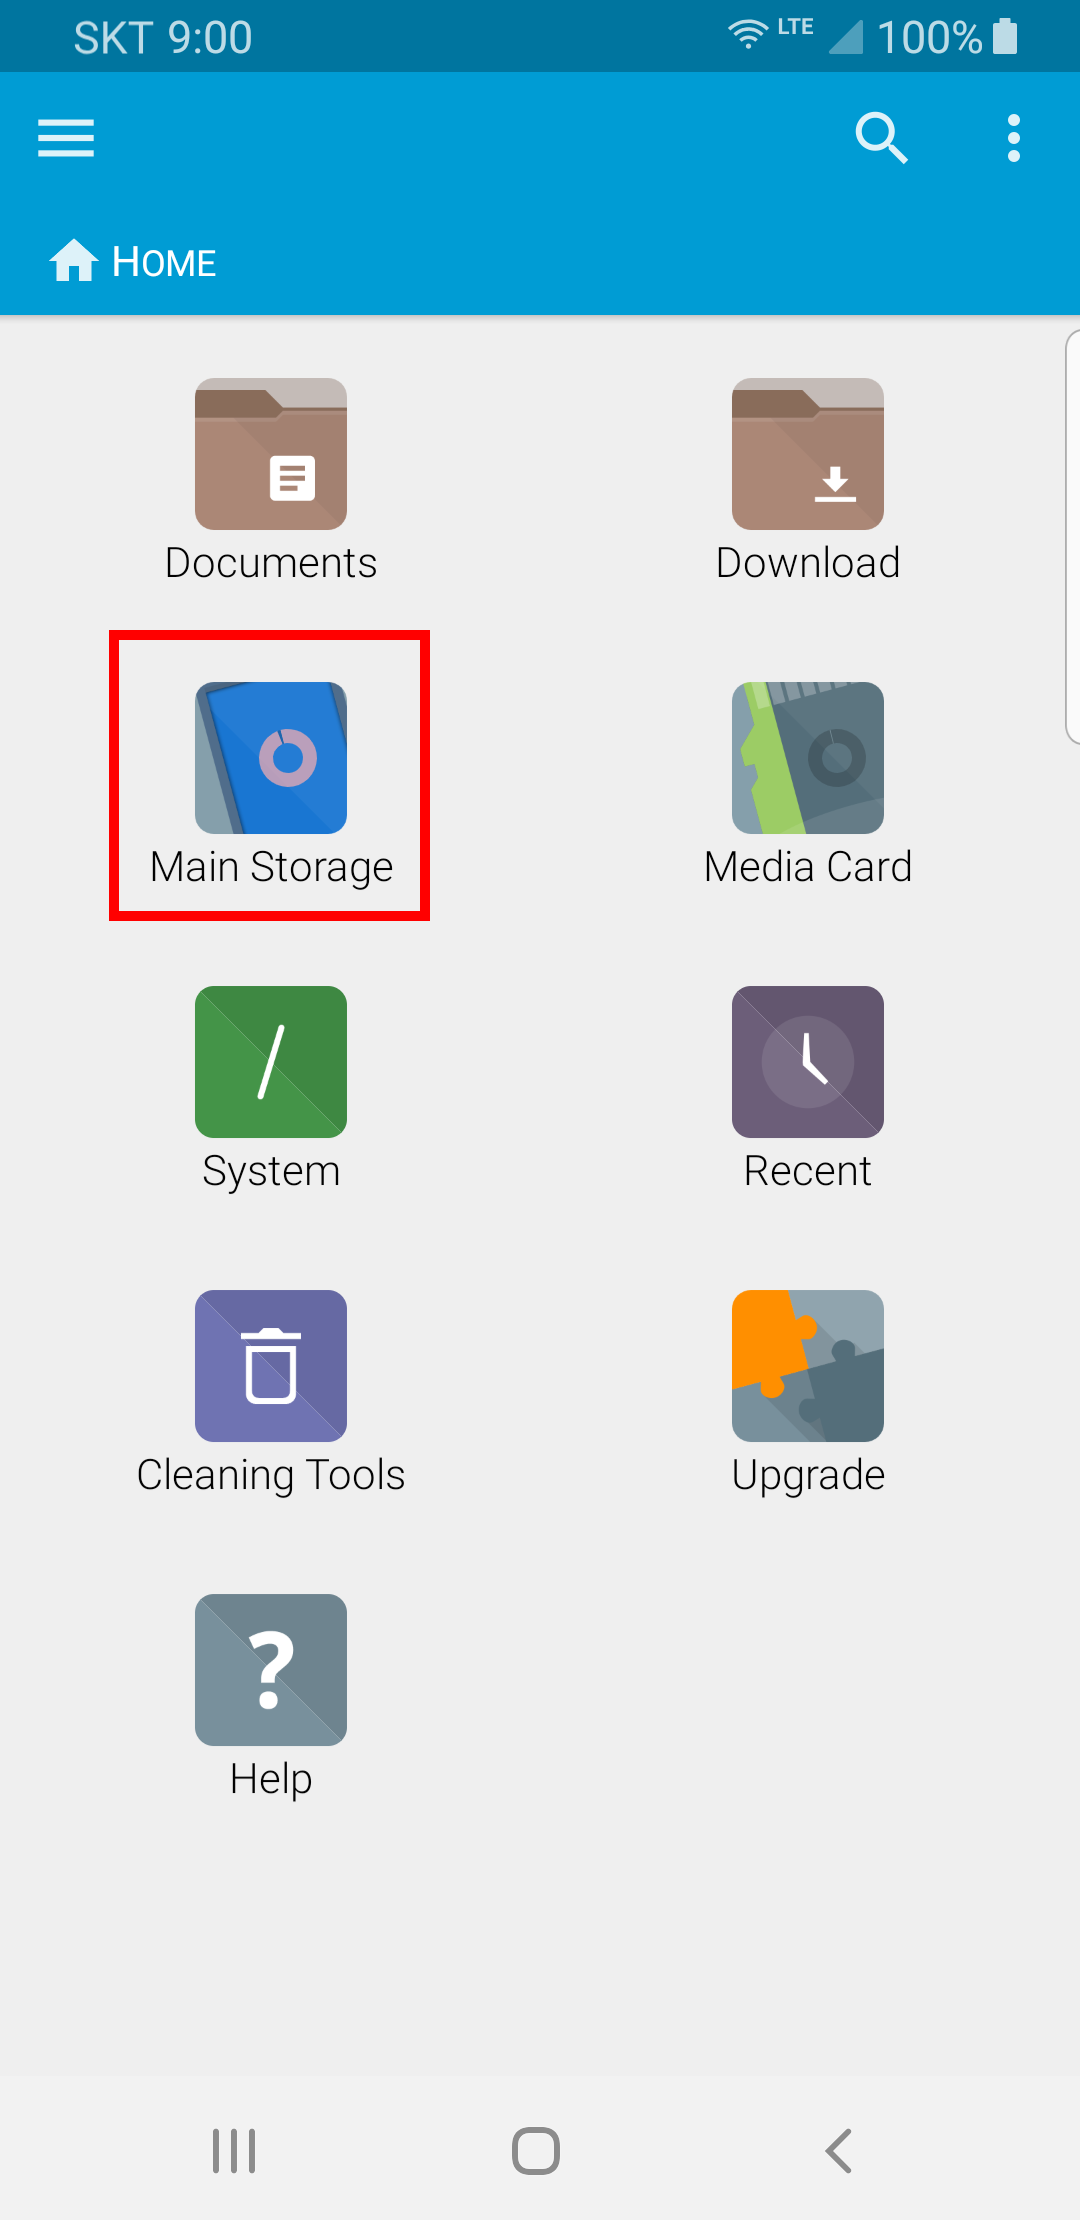 SKT 9:00 LTE 100%
HOME
Documents Download
Main Storage Media Card
System Recent
Cleaning Tools Upgrade
?
Help